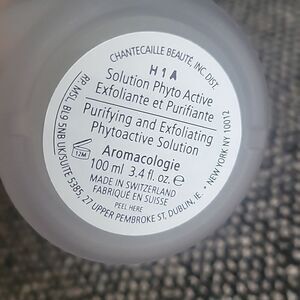 CHANTECAILLE BEAUTÉ, INC. DIST.
H1A
Solution Phyto Active
Exfoliante et Purifiante
Purifying and Exfoliating
Phytoactive Solution
Aromacologie
12M
100 ml 3.4 fl. oz. ℮
MADE IN SWITZERLAND
FABRIQUÉ EN SUISSE
PEEL HERE
RP. MSL, BL9 5NB UK/SUITE 5385, 27 UPPER PEMBROKE ST. DUBLIN, IE. • NEW YORK NY 10012